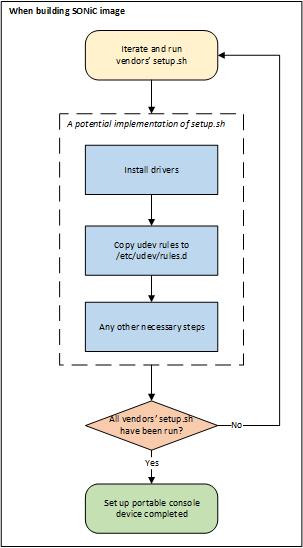 When building SONiC image
Iterate and run
vendors' setup.sh
A potential implementation of setup.sh
Install drivers
Copy udev rules to
/etc/udev/rules.d
Any other necessary steps
All vendors' setup.sh
have been run?
No
Yes
Set up portable console
device completed